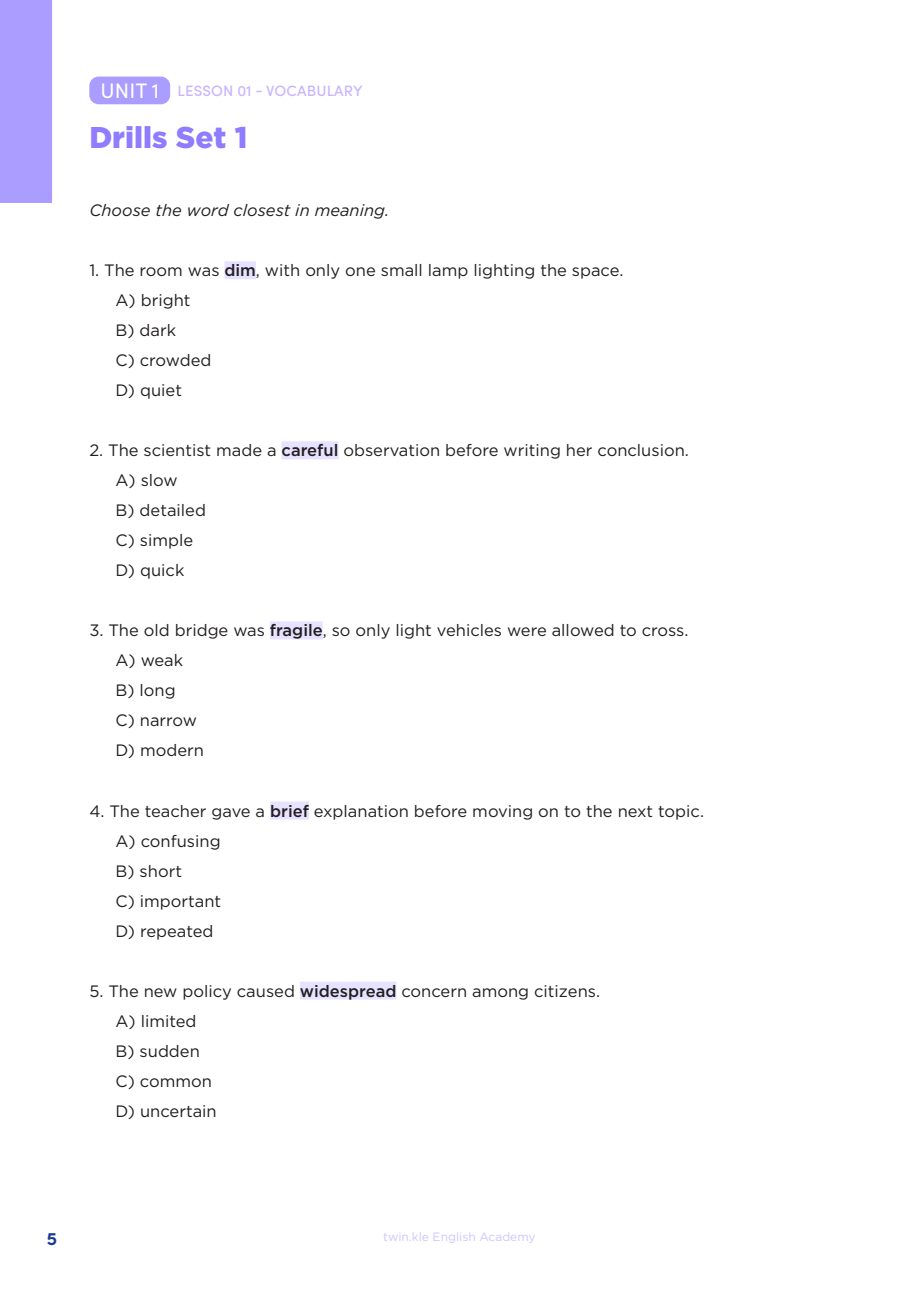 UNIT 1 LESSON 01 – VOCABULARY
Drills Set 1
Choose the word closest in meaning.
1. The room was dim, with only one small lamp lighting the space.
A) bright
B) dark
C) crowded
D) quiet
2. The scientist made a careful observation before writing her conclusion.
A) slow
B) detailed
C) simple
D) quick
3. The old bridge was fragile, so only light vehicles were allowed to cross.
A) weak
B) long
C) narrow
D) modern
4. The teacher gave a brief explanation before moving on to the next topic.
A) confusing
B) short
C) important
D) repeated
5. The new policy caused widespread concern among citizens.
A) limited
B) sudden
C) common
D) uncertain
5
twin.kle English Academy